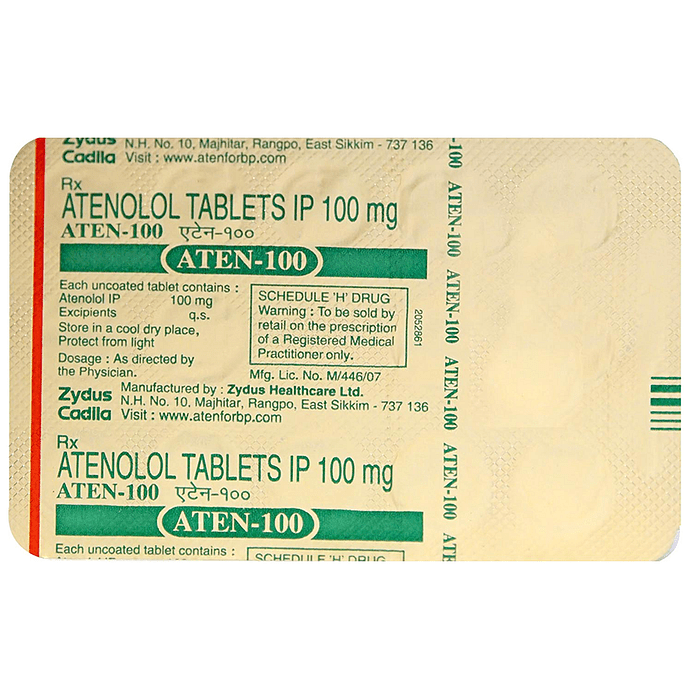 Zydus N.H. No. 10, Majhitar, Rangpo, East Sikkim - 737 136
Cadila Visit : www.atenforbp.com
Rx
ATENOLOL TABLETS IP 100 mg
ATEN-100 एटेन-१००
ATEN-100
Each uncoated tablet contains :
Atenolol IP 100 mg
Excipients q.s.
Store in a cool dry place,
Protect from light
Dosage : As directed by
the Physician.
SCHEDULE 'H' DRUG
Warning : To be sold by
retail on the prescription
of a Registered Medical
Practitioner only.
2052861
Mfg. Lic. No. M/446/07
Zydus Manufactured by : Zydus Healthcare Ltd.
Cadila N.H. No. 10, Majhitar, Rangpo, East Sikkim - 737 136
Visit : www.atenforbp.com
Rx
ATENOLOL TABLETS IP 100 mg
ATEN-100 एटेन-१००
ATEN-100
Each uncoated tablet contains :
SCHEDULE 'H' DRUG
-100
ATEN-100
ATEN-100
ATEN-100
ATEN-100
ATE